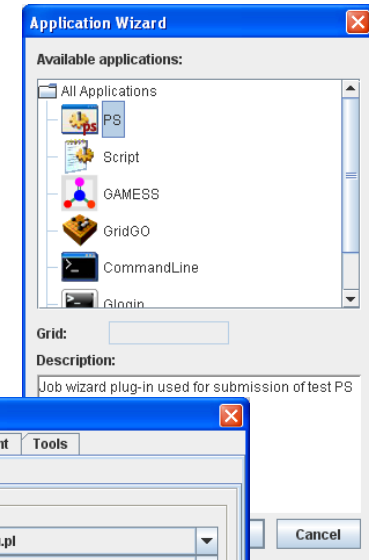 Application Wizard
Available applications:
All Applications
PS
Script
GAMESS
GridGO
CommandLine
Glogin
Grid:
Description:
Job wizard plug-in used for submission of test PS
Tools
.pl
Cancel